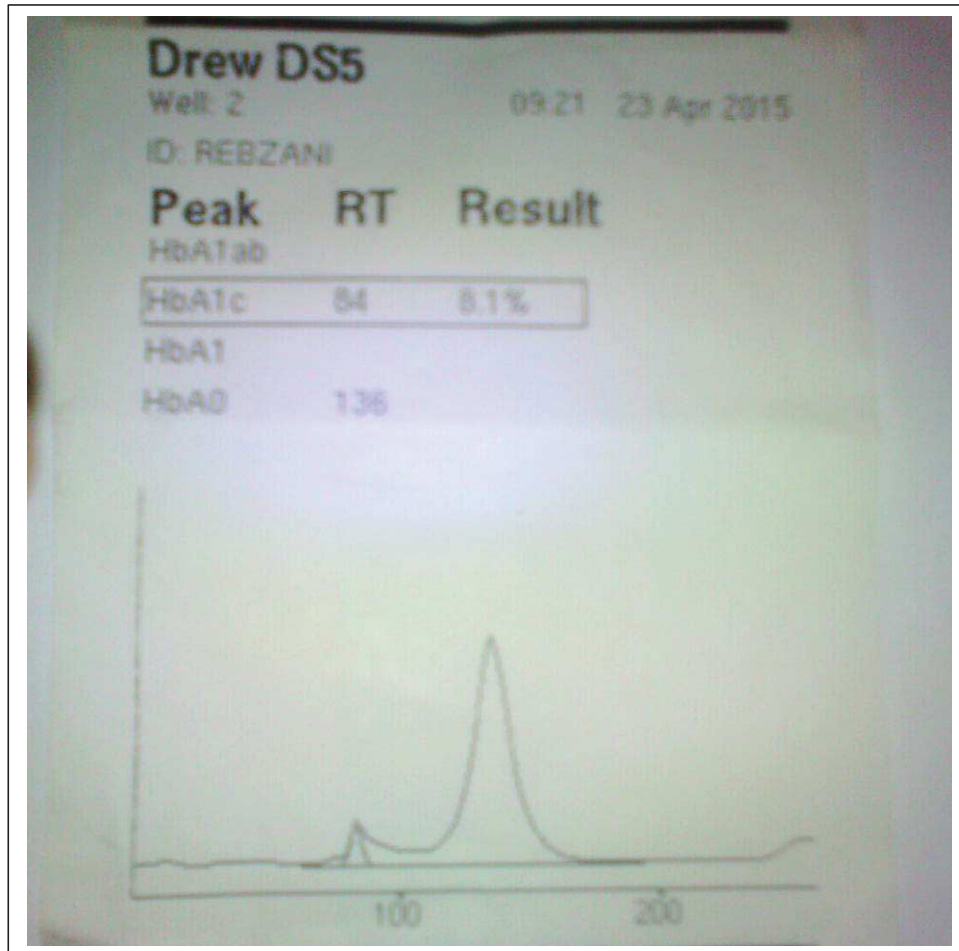 Drew DS5
Well: 2 09:21 23 Apr 2015
ID: REBZANI
Peak RT Result
HbA1ab
HbA1c 84 8.1%
HbA1
HbA0 136
100 200